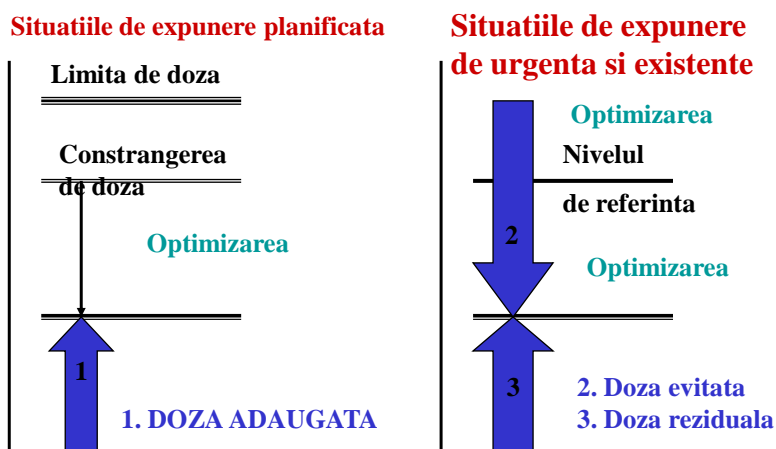 Situatiile de expunere planificata
Limita de doza
Constrangerea
de doza
Optimizarea
1
1. DOZA ADAUGATA
Situatiile de expunere
de urgenta si existente
Optimizarea
Nivelul
de referinta
2
Optimizarea
3
2. Doza evitata
3. Doza reziduala